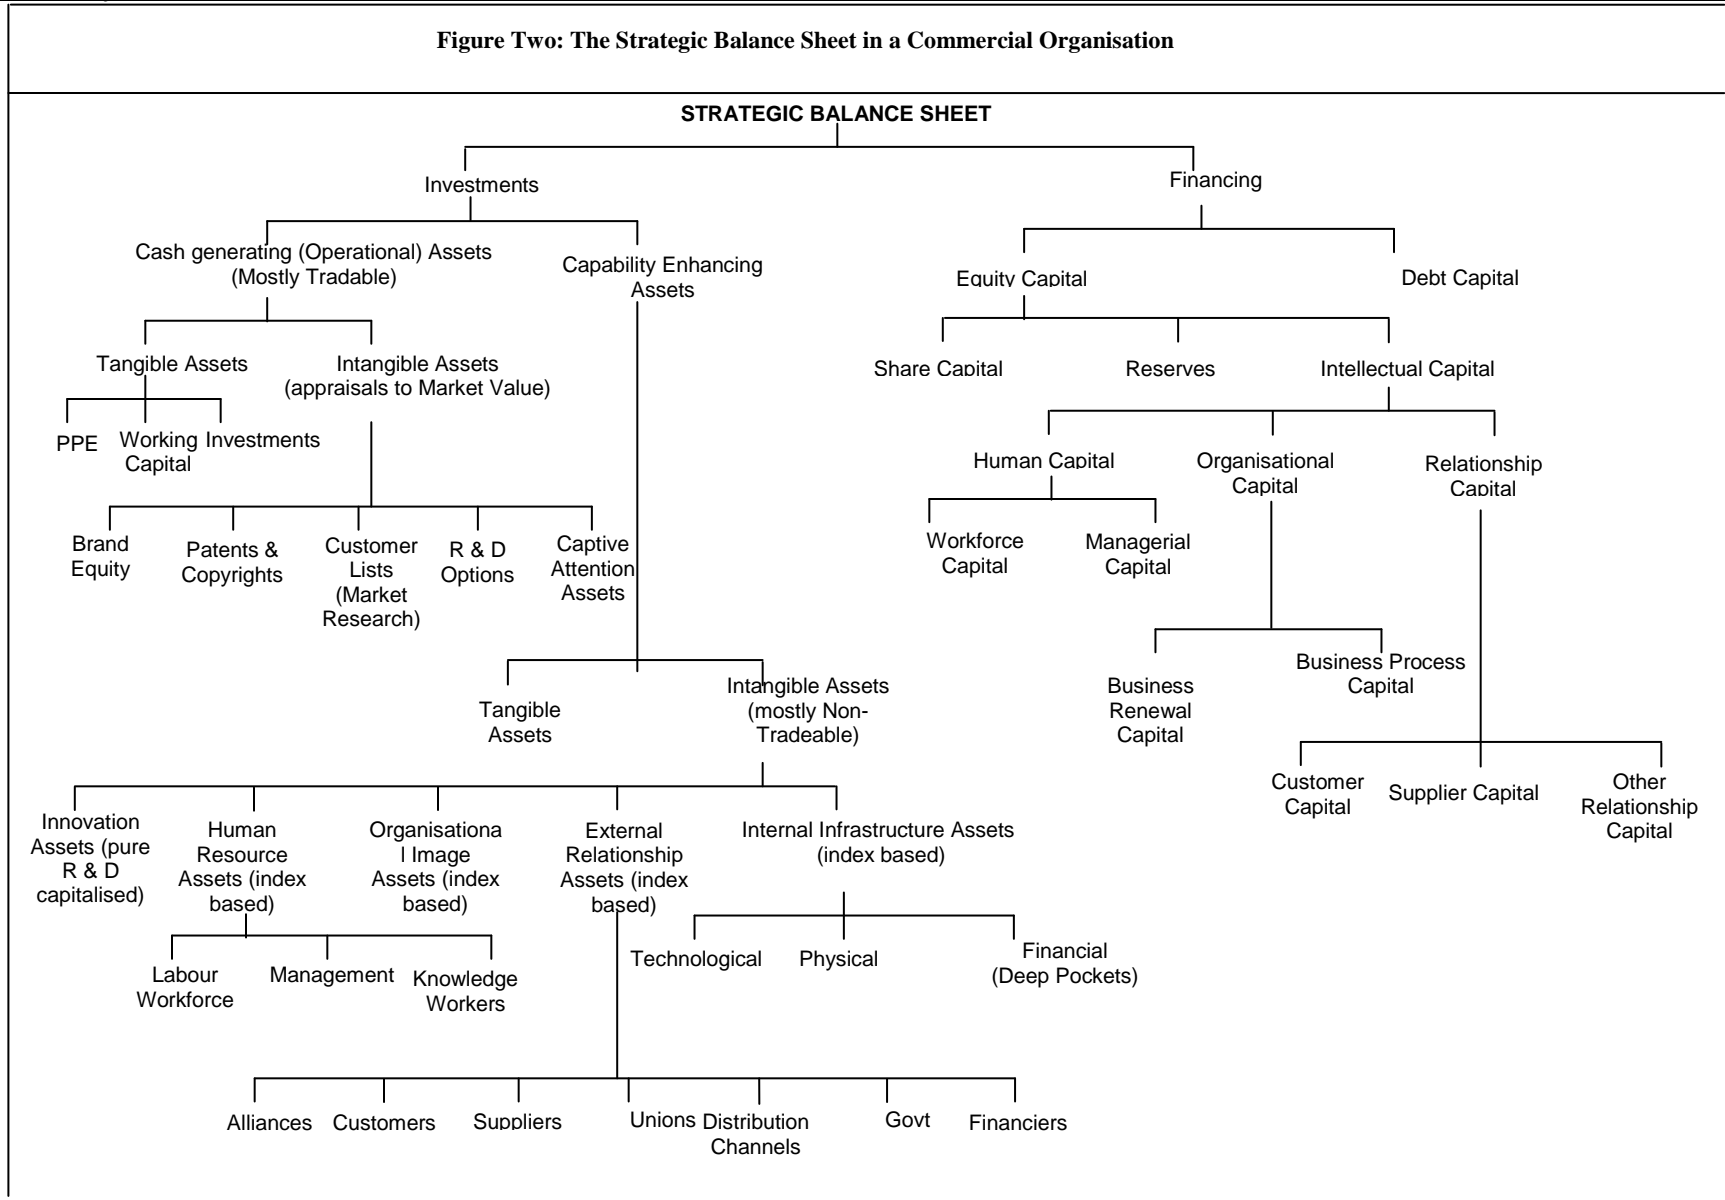 Figure Two: The Strategic Balance Sheet in a Commercial Organisation
STRATEGIC BALANCE SHEET
Investments
Financing
Cash generating (Operational) Assets
(Mostly Tradable)
Capability Enhancing
Assets
Equity Capital
Debt Capital
Tangible Assets
Intangible Assets
(appraisals to Market Value)
Share Capital
Reserves
Intellectual Capital
PPE
Working
Capital
Investments
Human Capital
Organisational
Capital
Relationship
Capital
Brand
Equity
Patents &
Copyrights
Customer
Lists
(Market
Research)
R & D
Options
Captive
Attention
Assets
Workforce
Capital
Managerial
Capital
Business
Renewal
Capital
Business Process
Capital
Tangible
Assets
Intangible Assets
(mostly Non-
Tradeable)
Customer
Capital
Supplier Capital
Other
Relationship
Capital
Innovation
Assets (pure
R & D
capitalised)
Human
Resource
Assets (index
based)
Organisationa
l Image
Assets (index
based)
External
Relationship
Assets (index
based)
Internal Infrastructure Assets
(index based)
Labour
Workforce
Management
Knowledge
Workers
Technological
Physical
Financial
(Deep Pockets)
Alliances
Customers
Suppliers
Unions
Distribution
Channels
Govt
Financiers